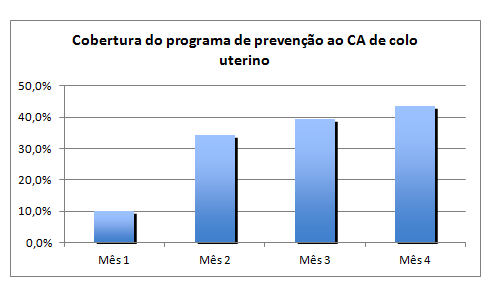 Cobertura do programa de prevenção ao CA de colo
uterino
50,0%
40,0%
30,0%
20,0%
10,0%
0,0%
Mês 1 Mês 2 Mês 3 Mês 4